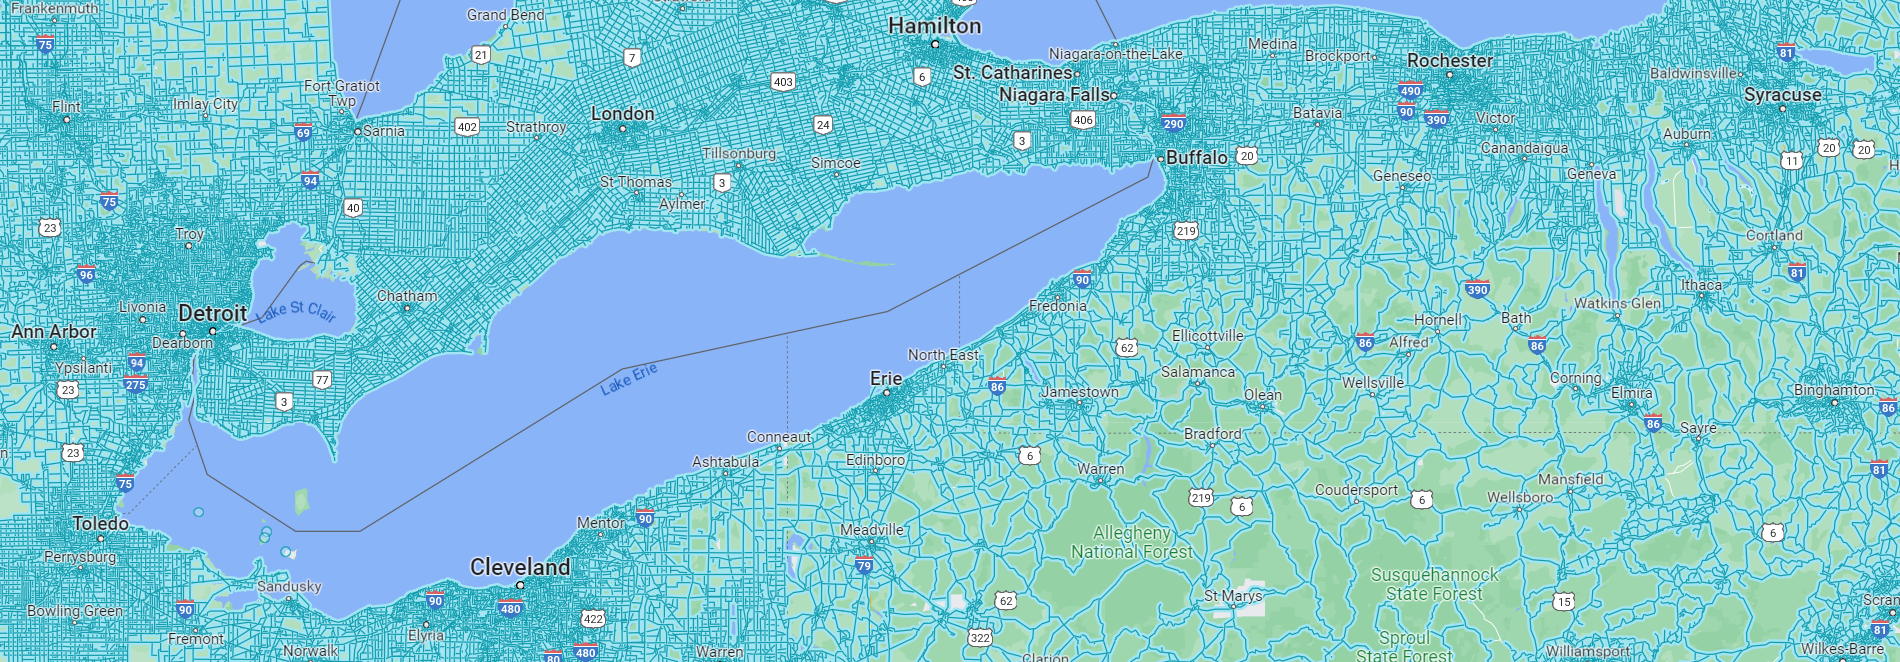 Frankenmuth
Grand Bend
Hamilton
75
21
7
403
6
Niagara-on-the-Lake
St. Catharines
Niagara Falls
Medina
Brockport
Rochester
81
Baldwinsville
Syracuse
Fort Gratiot
Twp
Imlay City
Flint
69
Sarnia
402
Strathroy
London
24
3
406
290
Batavia
490
90
390
Victor
Auburn
11
20
20
Buffalo
20
Canandaigua
Geneva
Geneseo
94
75
40
Tillsonburg
Simcoe
St Thomas
3
Aylmer
23
Troy
219
Cortland
81
96
90
Fredonia
390
Ithaca
Watkins Glen
Livonia
Detroit
Lake St Clair
Chatham
Ann Arbor
Dearborn
Ypsilanti
94
275
23
77
3
Lake Erie
North East
Erie
86
62
Ellicottville
Salamanca
Jamestown
Olean
Hornell
Bath
86
Alfred
86
Wellsville
Corning
Elmira
86
Binghamton
86
Sayre
23
75
Conneaut
Ashtabula
Edinboro
6
Bradford
Warren
219
6
Coudersport
6
Mansfield
Wellsboro
81
6
Toledo
Perrysburg
Mentor
90
Meadville
79
Allegheny
National Forest
Cleveland
Sandusky
Bowling Green
90
Fremont
Norwalk
90
Elyria
480
422
480
80
Warren
62
322
Clarion
St Marys
Susquehannock
State Forest
15
Sproul
State Forest
Williamsport
Scran
81
Wilkes-Barre